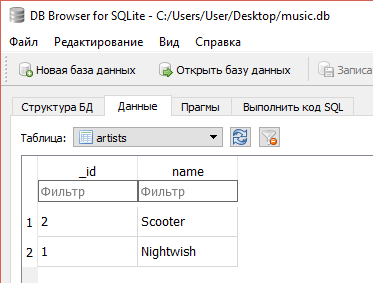 DB Browser for SQLite - C:/Users/User/Desktop/music.db
Файл Редактирование Вид Справка
Новая база данных Открыть базу данных Записа
Структура БД Данные Прагмы Выполнить код SQL
Таблица: artists
_id name
Фильтр Фильтр
1 2 Scooter
2 1 Nightwish